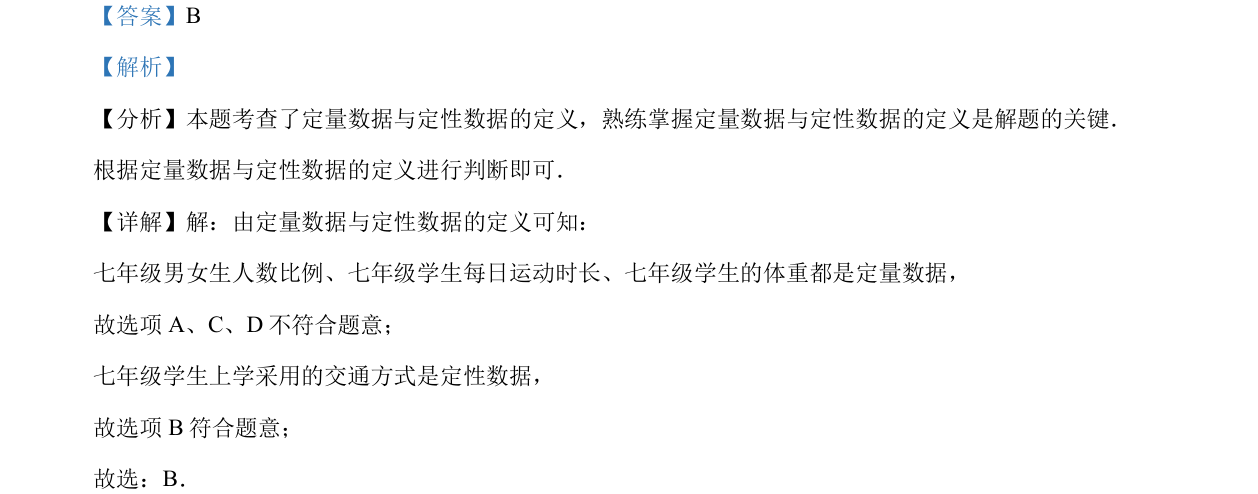 【答案】B
【解析】
【分析】本题考查了定量数据与定性数据的定义，熟练掌握定量数据与定性数据的定义是解题的关键．
根据定量数据与定性数据的定义进行判断即可．
【详解】解：由定量数据与定性数据的定义可知：
七年级男女生人数比例、七年级学生每日运动时长、七年级学生的体重都是定量数据，
故选项 A、C、D 不符合题意；
七年级学生上学采用的交通方式是定性数据，
故选项 B 符合题意；
故选：B．